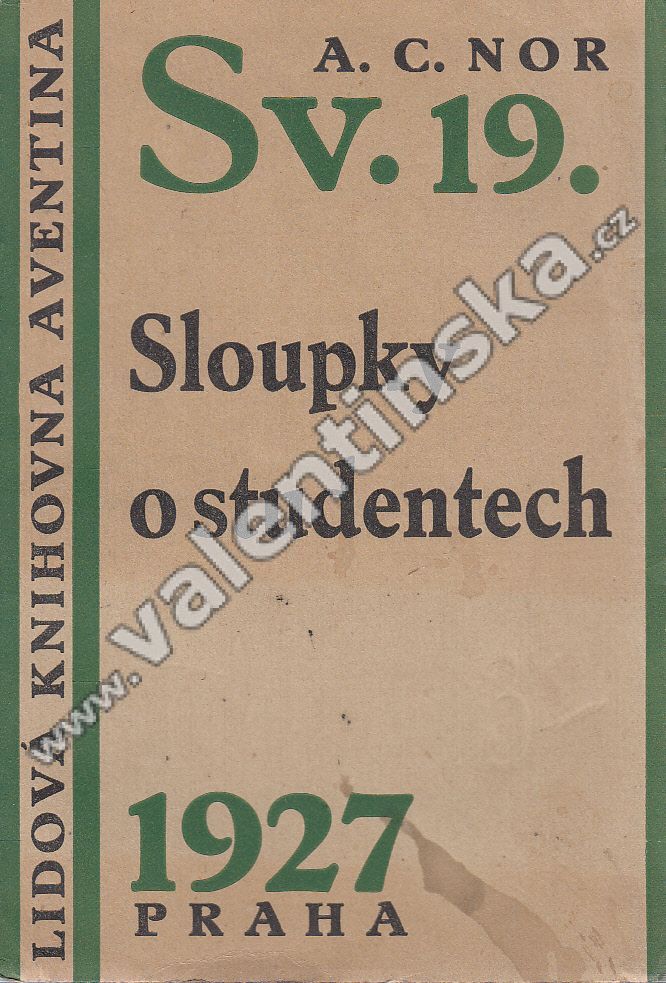 A. C. NOR
Sv. 19.
Sloupky
o studentech
1927
PRAHA
LIDOVÁ KNIHOVNA AVENTINA
www.valentinska.cz